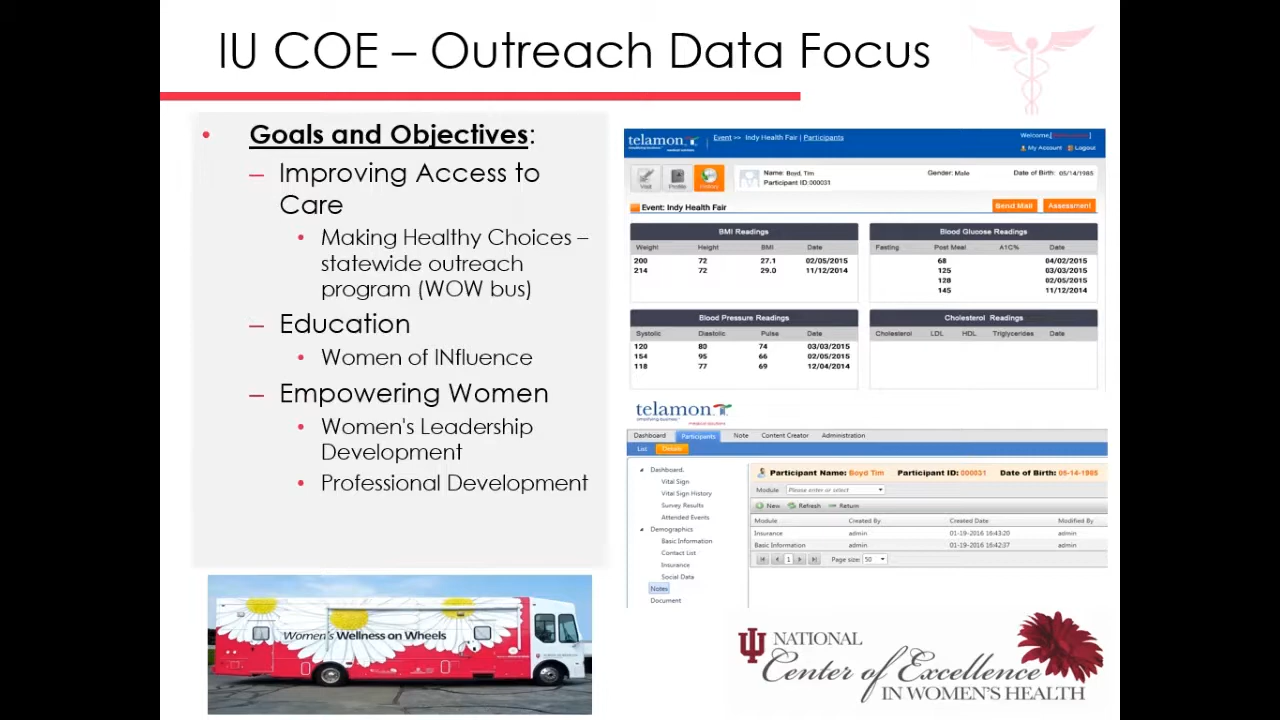 IU COE – Outreach Data Focus
• Goals and Objectives:
– Improving Access to
Care
• Making Healthy Choices –
statewide outreach
program (WOW bus)
– Education
• Women of INfluence
– Empowering Women
• Women's Leadership
Development
• Professional Development
Women's Wellness on Wheels
telamon
Event >> Indy Health Fair | Participants
Welcome,
My Account Logout
Visit Profile History
Name: Boyd, Tim Gender: Male Date of Birth: 05/14/1985
Participant ID:000031
Event: Indy Health Fair Send Mail Assessment
BMI Readings
Weight Height BMI Date
200 72 27.1 02/05/2015
214 72 29.0 11/12/2014
Blood Glucose Readings
Fasting Post Meal A1C% Date
68 04/02/2015
125 03/03/2015
128 02/05/2015
145 11/12/2014
Blood Pressure Readings
Systolic Diastolic Pulse Date
120 80 74 03/03/2015
154 95 66 02/05/2015
118 77 69 12/04/2014
Cholesterol Readings
Cholesterol LDL HDL Triglycerides Date
telamon
Dashboard Participants Note Content Creator Administration
List Details
Dashboard.
Vital Sign
Vital Sign History
Survey Results
Attended Events
Demographics
Basic Information
Contact List
Insurance
Social Data
Notes
Document
Participant Name: Boyd Tim Participant ID: 000031 Date of Birth: 05-14-1985
Module Please enter or select
New Refresh Return
Module Created By Created Date Modified By
Insurance admin 01-19-2016 16:43:20 admin
Basic Information admin 01-19-2016 16:42:37 admin
1 Page size: 50
NATIONAL
Center of Excellence
IN WOMEN'S HEALTH